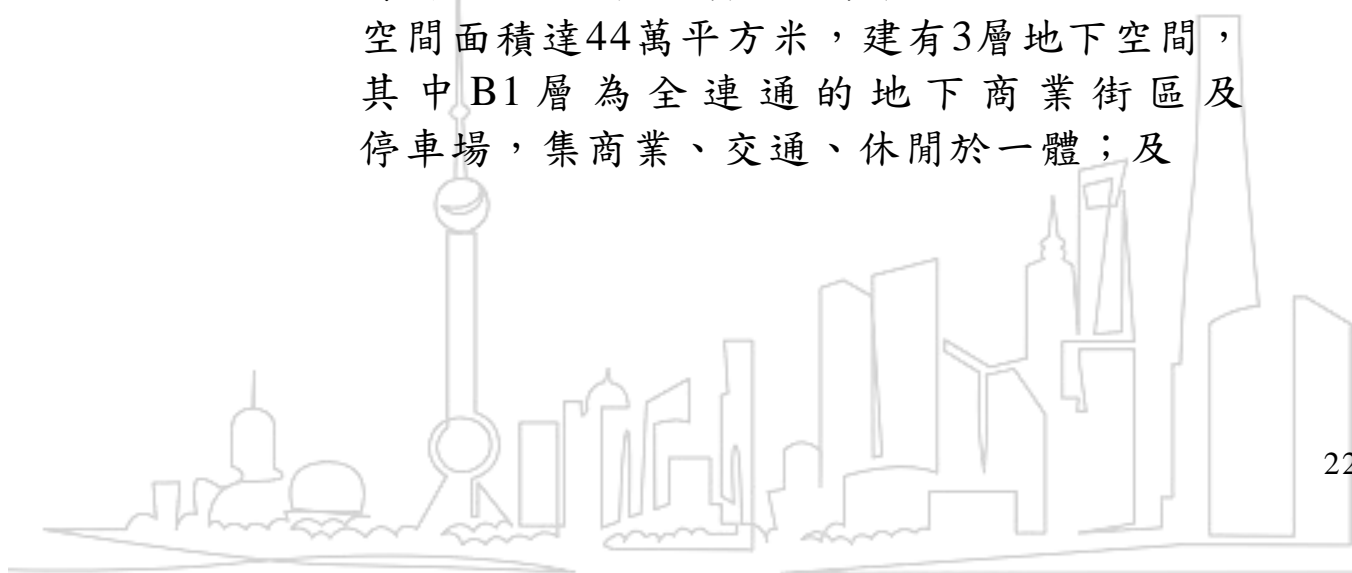 空間面積達44萬平方米，建有3層地下空間，
其中B1層為全連通的地下商業街區及
停車場，集商業、交通、休閒於一體；及
22